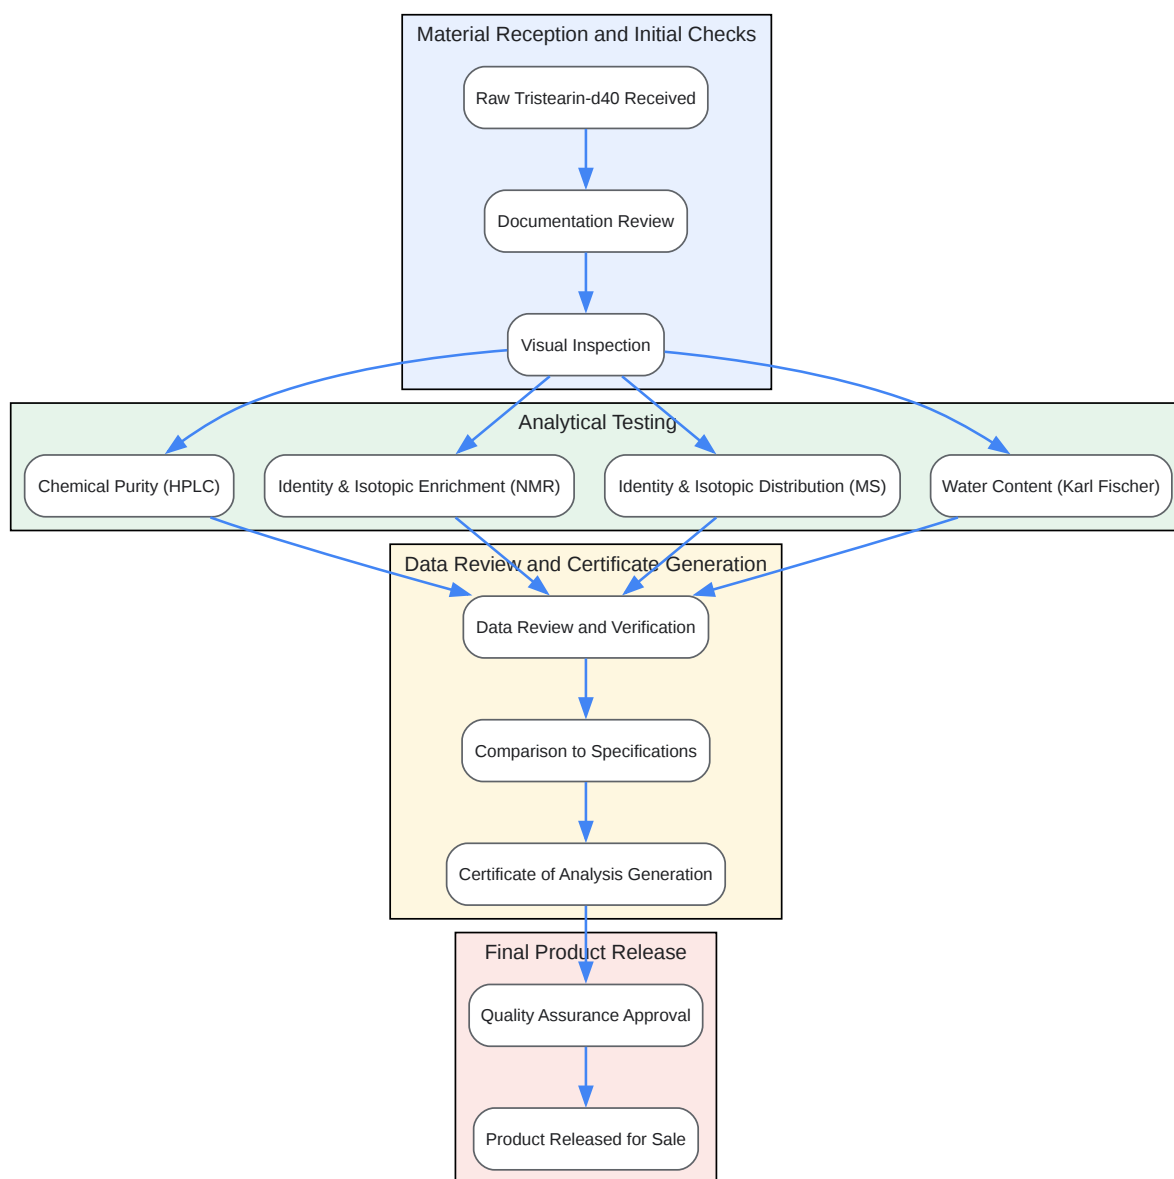 Material Reception and Initial Checks
Raw Tristearin-d40 Received
Documentation Review
Visual Inspection
Analytical Testing
Chemical Purity (HPLC)
Identity & Isotopic Enrichment (NMR)
Identity & Isotopic Distribution (MS)
Water Content (Karl Fischer)
Data Review and Certificate Generation
Data Review and Verification
Comparison to Specifications
Certificate of Analysis Generation
Final Product Release
Quality Assurance Approval
Product Released for Sale